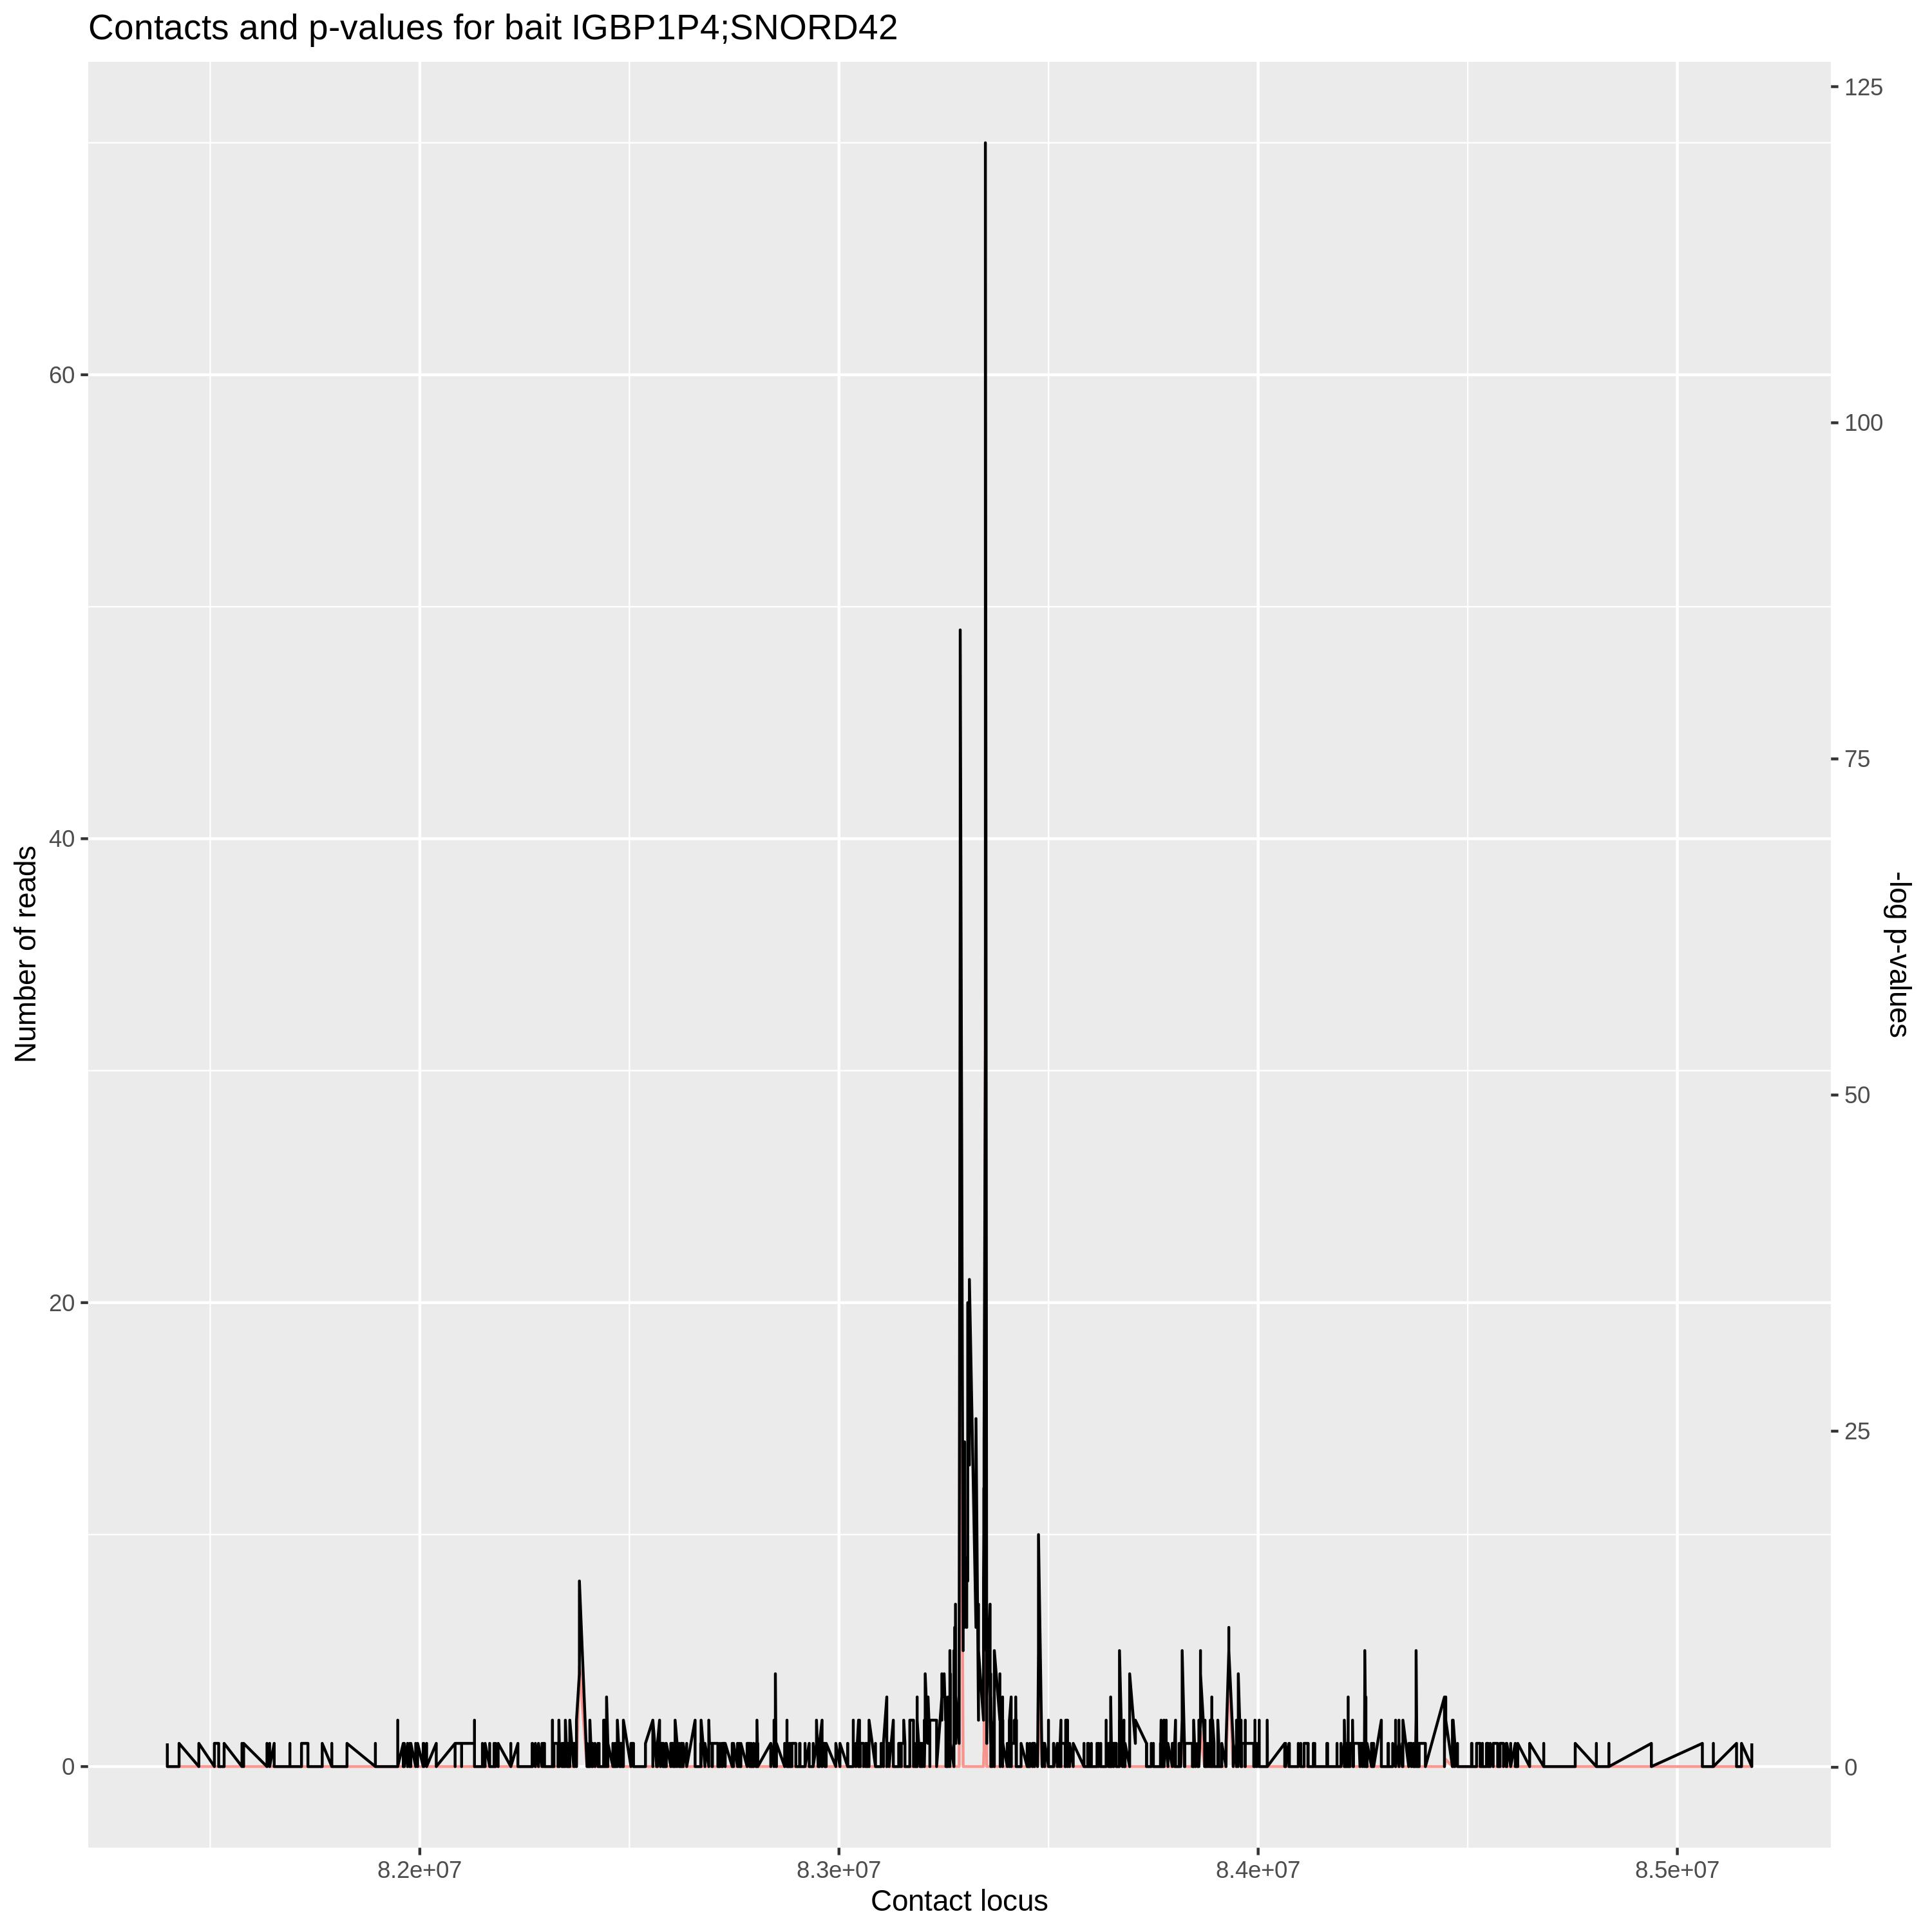 Contacts and p-values for bait IGBP1P4;SNORD42
125
100
75
50
25
0
-log p-values
60
40
20
0
Number of reads
8.2e+07 8.3e+07 8.4e+07 8.5e+07
Contact locus